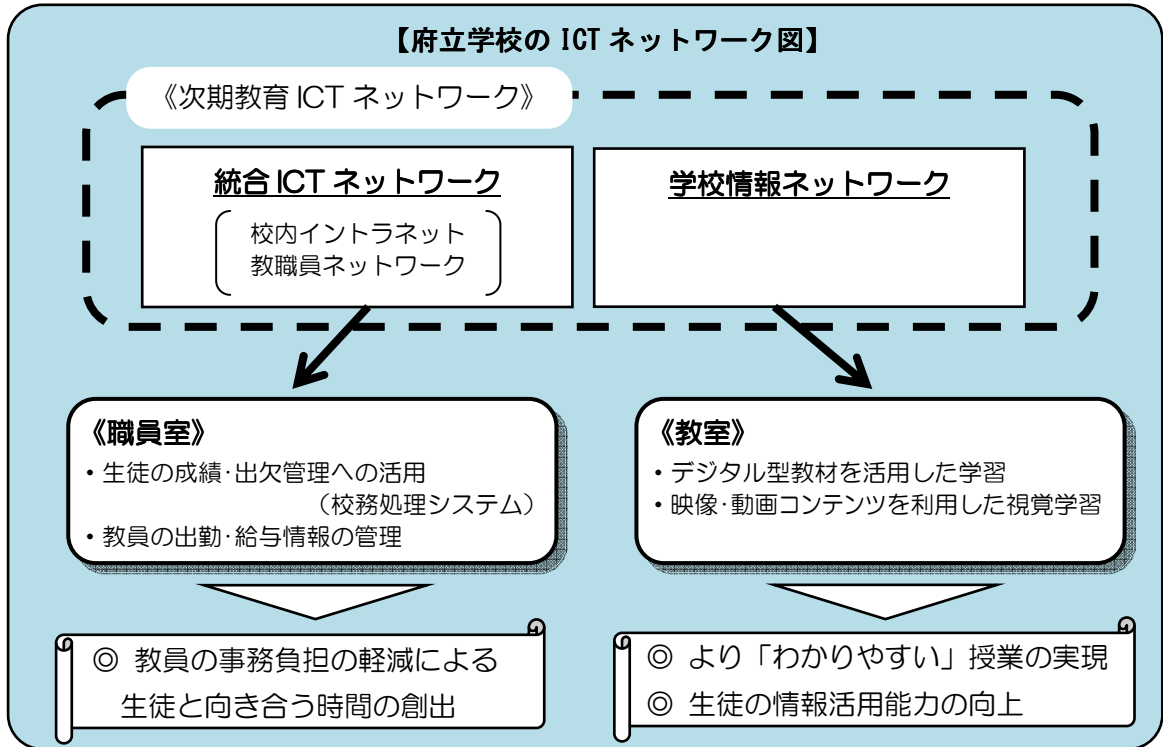 【府立学校の ICT ネットワーク図】
《次期教育 ICT ネットワーク》
統合 ICT ネットワーク
校内イントラネット
教職員ネットワーク
学校情報ネットワーク
《職員室》
・生徒の成績・出欠管理への活用
（校務処理システム）
・教員の出勤・給与情報の管理
《教室》
・デジタル型教材を活用した学習
・映像・動画コンテンツを利用した視覚学習
◎ 教員の事務負担の軽減による
生徒と向き合う時間の創出
◎ より「わかりやすい」授業の実現
◎ 生徒の情報活用能力の向上